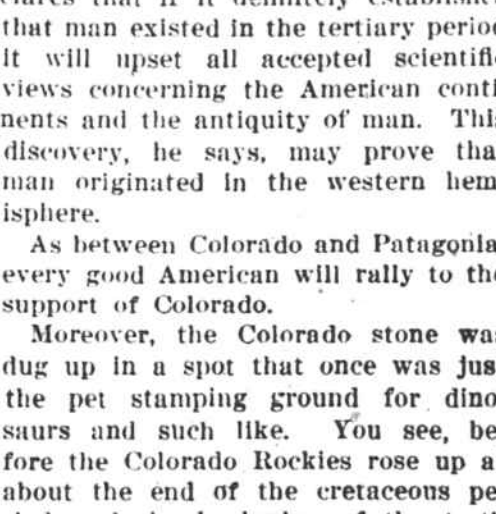 that man existed in the tertiary period
it will upset all accepted scientifi
views concerning the American conti
nents and the antiquity of man. This
discovery, he says, may prove tha
man originated in the western hem
isphere.
As between Colorado and Patagonia
every good American will rally to the
support of Colorado.
Moreover, the Colorado stone was
dug up in a spot that once was jus
the pet stamping ground for dino
saurs and such like. You see, be
fore the Colorado Rockies rose up a
about the end of the cretaceous pe